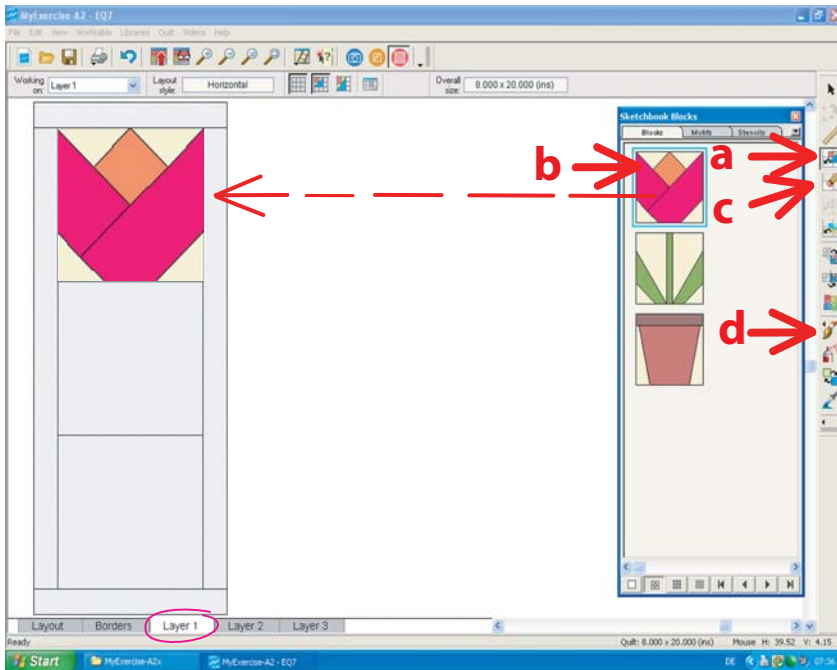 MyExercise-A2 - EQ7
File Edit View Worktable Libraries Quilt Videos Help
Working on: Layer 1 Layout style: Horizontal Overall size: 8.000 x 20.000 (ins)
Sketchbook Blocks
Blocks Motifs Stencils
a
b
c
d
Layout Borders Layer 1 Layer 2 Layer 3
Ready Quilt: 8.000 x 20.000 (ins) Mouse H: 39.52 V: 4.15
Start MyExercise-A2x MyExercise-A2 - EQ7 DE 07:36